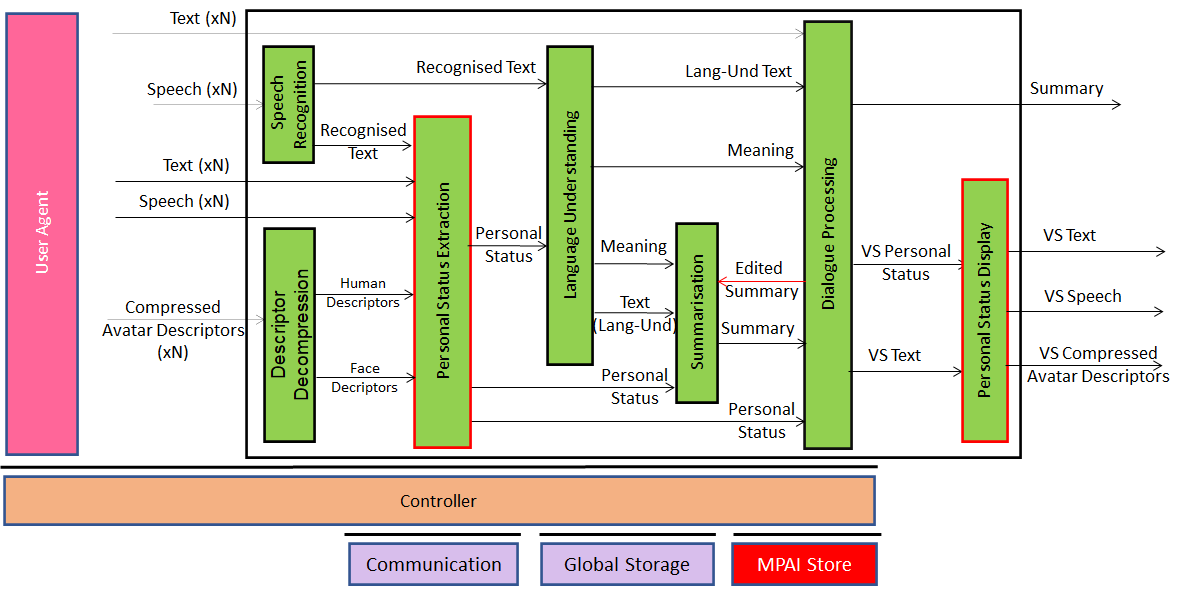 User Agent
Text (xN)
Speech (xN)
Text (xN)
Speech (xN)
Compressed
Avatar Descriptors
(xN)
Speech
Recognition
Descriptor
Decompression
Recognised Text
Recognised
Text
Human
Descriptors
Face
Decriptors
Personal Status Extraction
Personal
Status
Language Understanding
Lang-Und Text
Meaning
Meaning
Text
(Lang-Und)
Personal
Status
Personal
Status
Summarisation
Edited
Summary
Summary
Dialogue Processing
VS Personal
Status
VS Text
Personal Status Display
Summary
VS Text
VS Speech
VS Compressed
Avatar Descriptors
Controller
Communication
Global Storage
MPAI Store